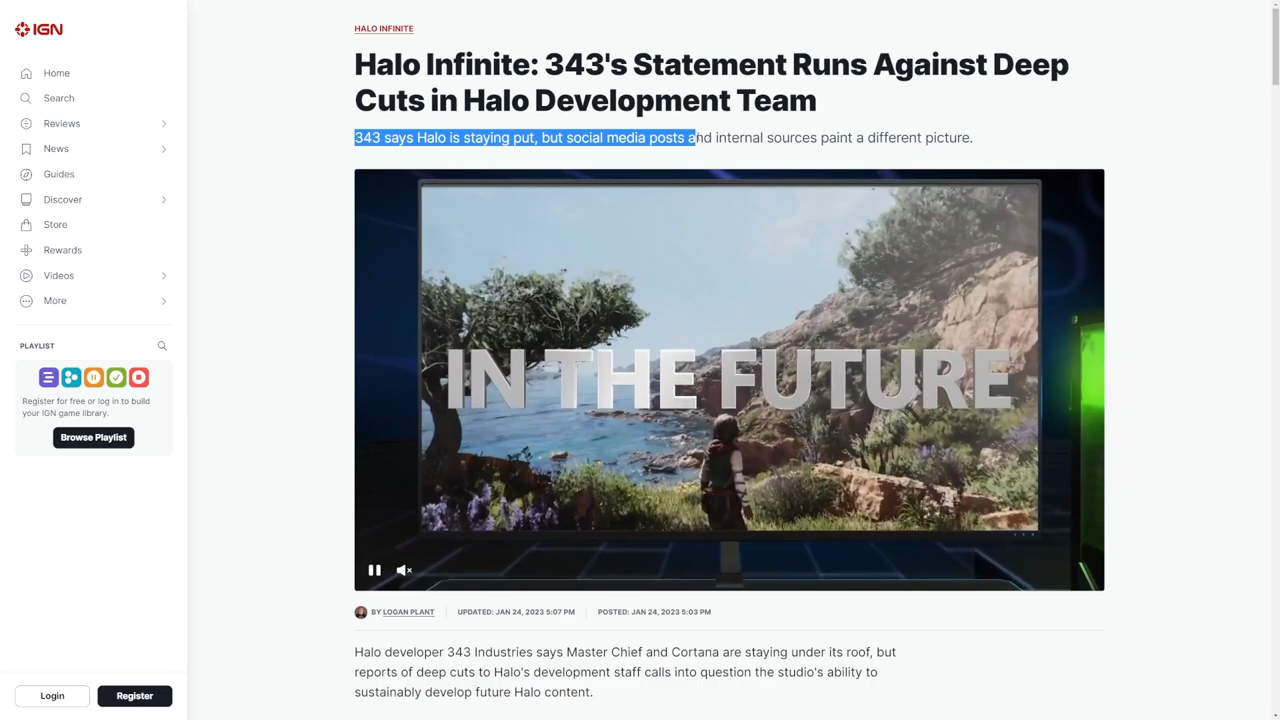 IGN
Home
Search
Reviews
News
Guides
Discover
Store
Rewards
Videos
More
PLAYLIST
Register for free or log in to build
your IGN game library.
Browse Playlist
Login
Register
HALO INFINITE
Halo Infinite: 343's Statement Runs Against Deep
Cuts in Halo Development Team
343 says Halo is staying put, but social media posts and internal sources paint a different picture.
IN THE FUTURE
BY LOGAN PLANT
UPDATED: JAN 24, 2023 5:07 PM
POSTED: JAN 24, 2023 5:03 PM
Halo developer 343 Industries says Master Chief and Cortana are staying under its roof, but
reports of deep cuts to Halo's development staff calls into question the studio's ability to
sustainably develop future Halo content.